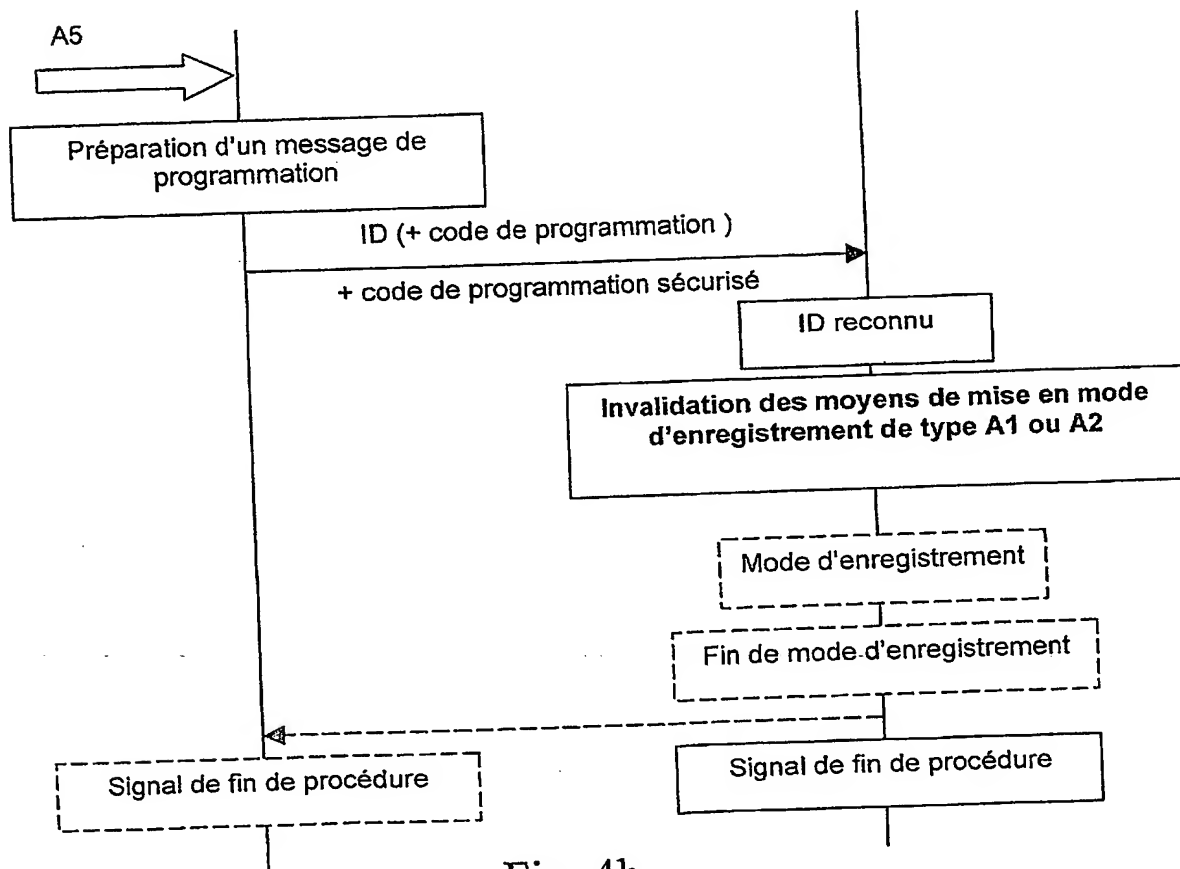 A5
Préparation d'un message de
programmation
ID (+ code de programmation )
+ code de programmation sécurisé
ID reconnu
Invalidation des moyens de mise en mode
d'enregistrement de type A1 ou A2
Mode d'enregistrement
Fin de mode d'enregistrement
Signal de fin de procédure
Signal de fin de procédure